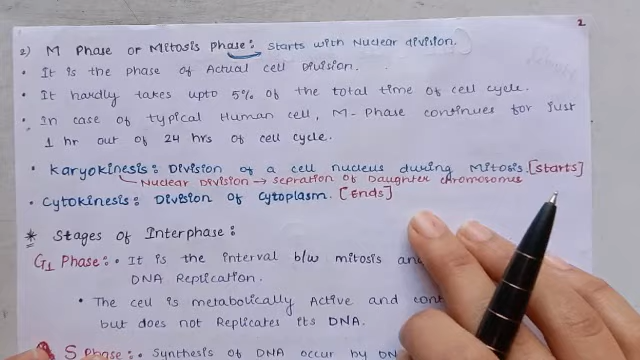 2
2) M Phase or Mitosis phase: Starts with Nuclear division.
• It is the phase of Actual cell Division.
• It hardly takes upto 5% of the total time of cell cycle.
• In case of typical Human cell, M-Phase continues for just
1 hr out of 24 hrs of cell cycle.
• Karyokinesis: Division of a cell nucleus during Mitosis. [Starts]
Nuclear Division → Sepration of Daughter chromosomes
• Cytokinesis: Division of Cytoplasm. [Ends]
* Stages of Interphase:
G1 Phase: • It is the interval b/w mitosis
DNA Replication.
• The cell is metabolically Active and
but does not Replicates its DNA.
S Phase: • Synthesis of DNA occur by